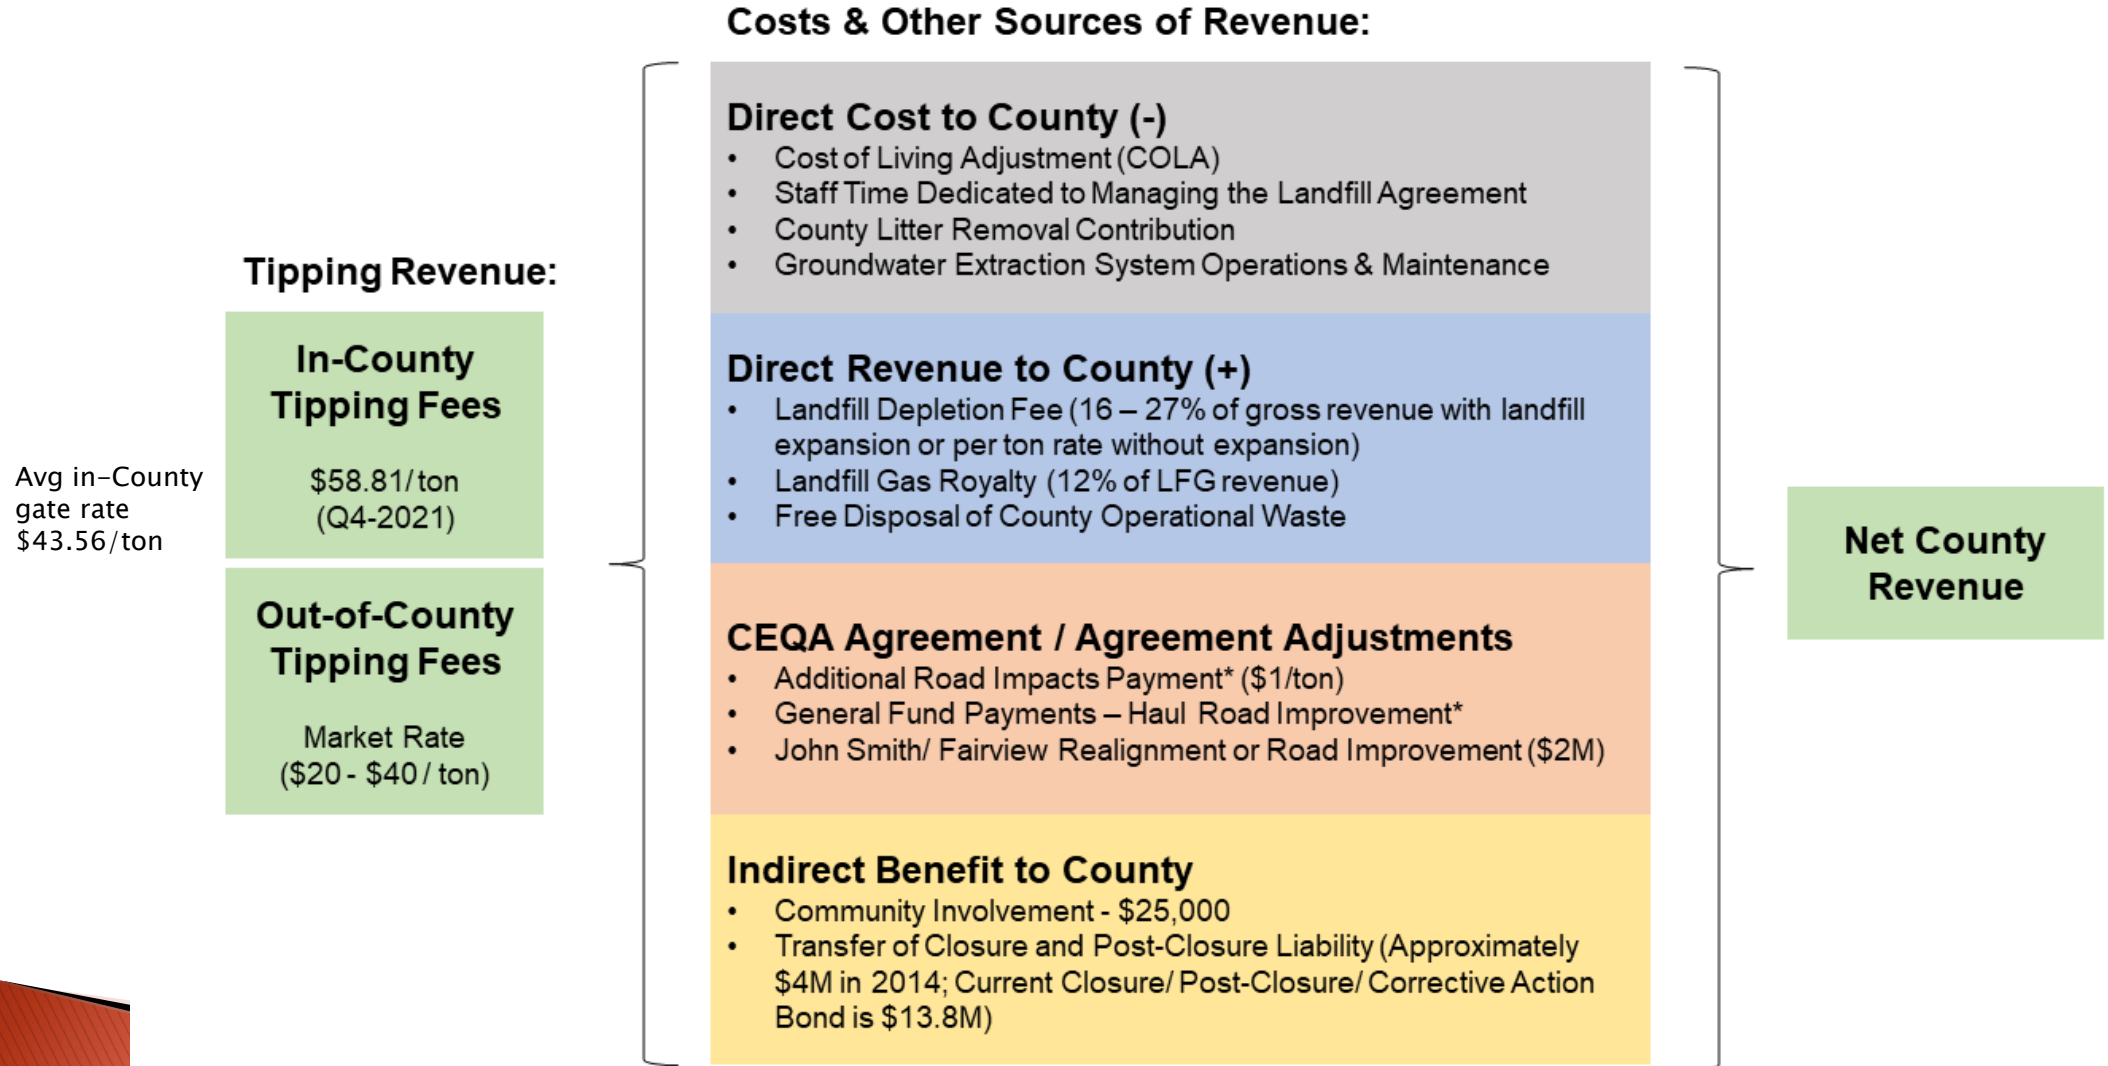 Costs & Other Sources of Revenue:
Tipping Revenue:
Avg in-County
gate rate
$43.56/ton
In-County
Tipping Fees
$58.81/ton
(Q4-2021)
Out-of-County
Tipping Fees
Market Rate
($20 - $40 / ton)
Direct Cost to County (-)
• Cost of Living Adjustment (COLA)
• Staff Time Dedicated to Managing the Landfill Agreement
• County Litter Removal Contribution
• Groundwater Extraction System Operations & Maintenance
Direct Revenue to County (+)
• Landfill Depletion Fee (16 – 27% of gross revenue with landfill
expansion or per ton rate without expansion)
• Landfill Gas Royalty (12% of LFG revenue)
• Free Disposal of County Operational Waste
CEQA Agreement / Agreement Adjustments
• Additional Road Impacts Payment* ($1/ton)
• General Fund Payments – Haul Road Improvement*
• John Smith/ Fairview Realignment or Road Improvement ($2M)
Indirect Benefit to County
• Community Involvement - $25,000
• Transfer of Closure and Post-Closure Liability (Approximately
$4M in 2014; Current Closure/ Post-Closure/ Corrective Action
Bond is $13.8M)
Net County
Revenue